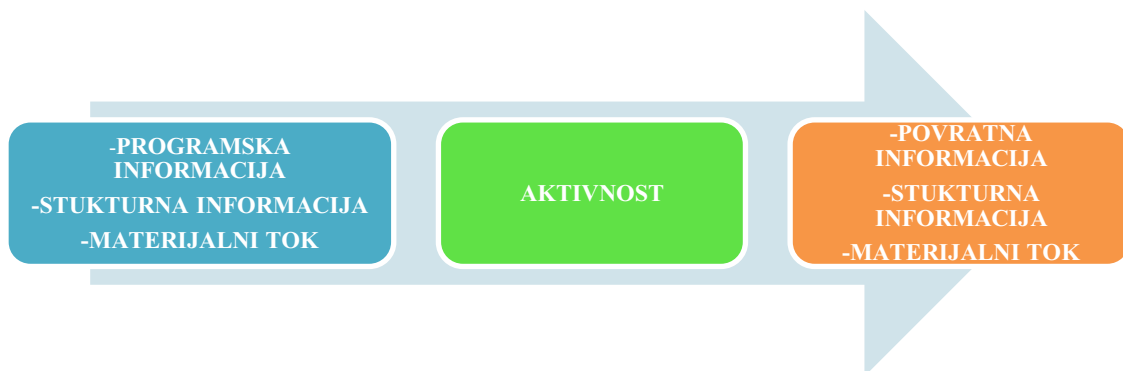 -PROGRAMSKA
INFORMACIJA
-STUKTURNA INFORMACIJA
-MATERIJALNI TOK
AKTIVNOST
-POVRATNA
INFORMACIJA
-STUKTURNA
INFORMACIJA
-MATERIJALNI TOK